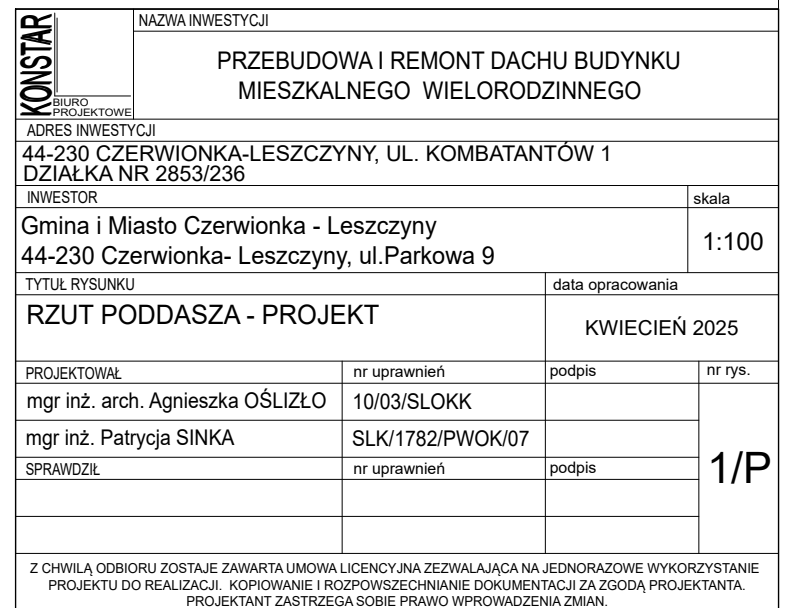 KONSTAR
BIURO
PROJEKTOWE
NAZWA INWESTYCJI
PRZEBUDOWA I REMONT DACHU BUDYNKU
MIESZKALNEGO WIELORODZINNEGO
ADRES INWESTYCJI
44-230 CZERWIONKA-LESZCZYNY, UL. KOMBATANTÓW 1
DZIAŁKA NR 2853/236
INWESTOR
skala
Gmina i Miasto Czerwionka - Leszczyny
44-230 Czerwionka- Leszczyny, ul.Parkowa 9
1:100
TYTUŁ RYSUNKU
data opracowania
RZUT PODDASZA - PROJEKT
KWIECIEŃ 2025
PROJEKTOWAŁ
nr uprawnień
podpis
nr rys.
mgr inż. arch. Agnieszka OŚLIZŁO
10/03/SLOKK
mgr inż. Patrycja SINKA
SLK/1782/PWOK/07
1/P
SPRAWDZIŁ
nr uprawnień
podpis
Z CHWILĄ ODBIORU ZOSTAJE ZAWARTA UMOWA LICENCYJNA ZEZWALAJĄCA NA JEDNORAZOWE WYKORZYSTANIE
PROJEKTU DO REALIZACJI. KOPIOWANIE I ROZPOWSZECHNIANIE DOKUMENTACJI ZA ZGODĄ PROJEKTANTA.
PROJEKTANT ZASTRZEGA SOBIE PRAWO WPROWADZENIA ZMIAN.